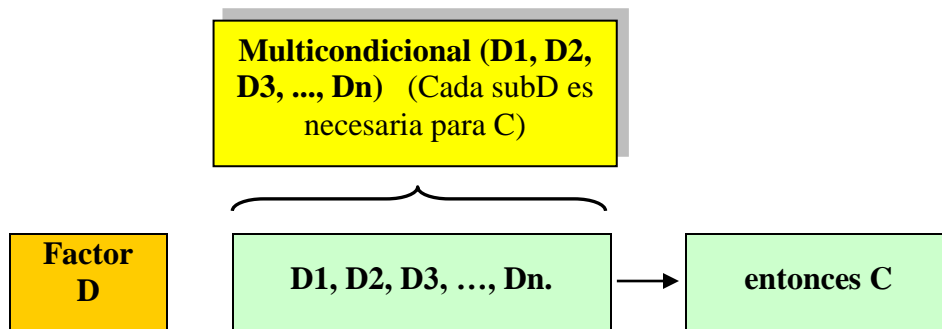 Multicondicional (D1, D2,
D3, ..., Dn) (Cada subD es
necesaria para C)
Factor
D
D1, D2, D3, …, Dn.
entonces C